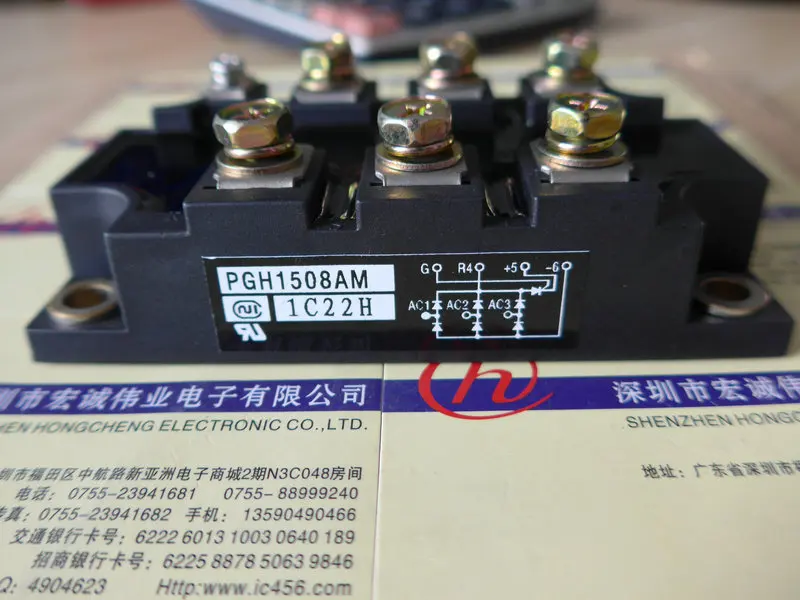 PGH1508AM
1C22H
G R4 +5 -6
AC1 AC2 AC3
圳市宏诚伟业电子有限公司
HEN HONGCHENG ELECTRONIC CO.,LTD.
圳市福田区中航路新亚洲电子商城2期N3C048房间
电话: 0755-23941681 0755-88999240
传真: 0755-23941682 手机: 13590490466
交通银行卡号: 6222 6013 1003 0640 189
招商银行卡号: 6225 8878 5063 9846
Q: 4904623 Http:www.ic456.com
h
深圳市宏诚
SHENZHEN HONGC
地址: 广东省深圳市福